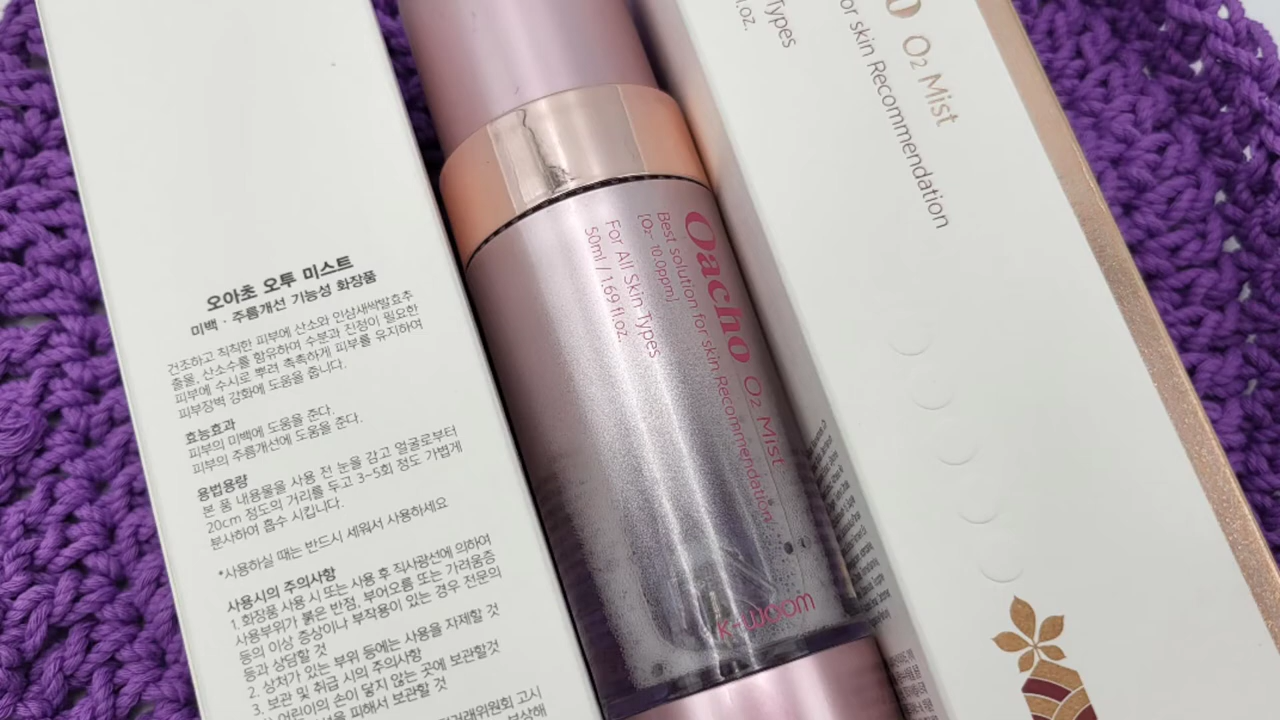 오아초 오투 미스트
미백 · 주름개선 기능성 화장품
건조하고 칙칙한 피부에 산소와 인삼새싹발효추
출물, 산소수를 함유하여 수분과 진정이 필요한
피부에 수시로 뿌려 촉촉하게 피부를 유지하여
피부장벽 강화에 도움을 줍니다.
효능효과
피부의 미백에 도움을 준다.
피부의 주름개선에 도움을 준다.
용법용량
본 품 내용물을 사용 전 눈을 감고 얼굴로부터
20cm 정도의 거리를 두고 3~5회 정도 가볍게
분사하여 흡수 시킵니다.
*사용하실 때는 반드시 세워서 사용하세요
사용시의 주의사항
1. 화장품 사용 시 또는 사용 후 직사광선에 의하여
사용부위가 붉은 반점, 부어오름 또는 가려움증
등의 이상 증상이나 부작용이 있는 경우 전문의
등과 상담할 것
2. 상처가 있는 부위 등에는 사용을 자제할 것
3. 보관 및 취급 시의 주의사항
어린이의 손이 닿지 않는 곳에 보관할것
피해서 보관할 것
고시
보상해
Oacho O2 Mist
Best solution for skin Recommendation
[O2- 10.0ppm]
For All Skin Types
50ml / 1.69 fl.oz.
K-WOOM
O2 Mist
for skin Recommendation
Types